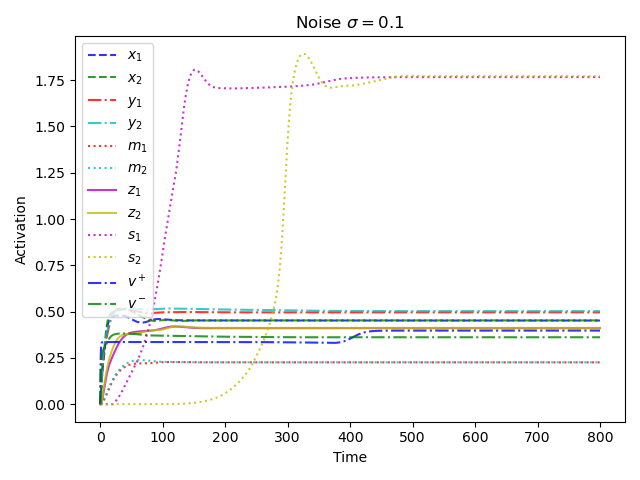 Noise σ = 0.1
x₁
x₂
y₁
y₂
m₁
m₂
z₁
z₂
s₁
s₂
v⁺
v⁻
1.75
1.50
1.25
1.00
0.75
0.50
0.25
0.00
Activation
0 100 200 300 400 500 600 700 800
Time